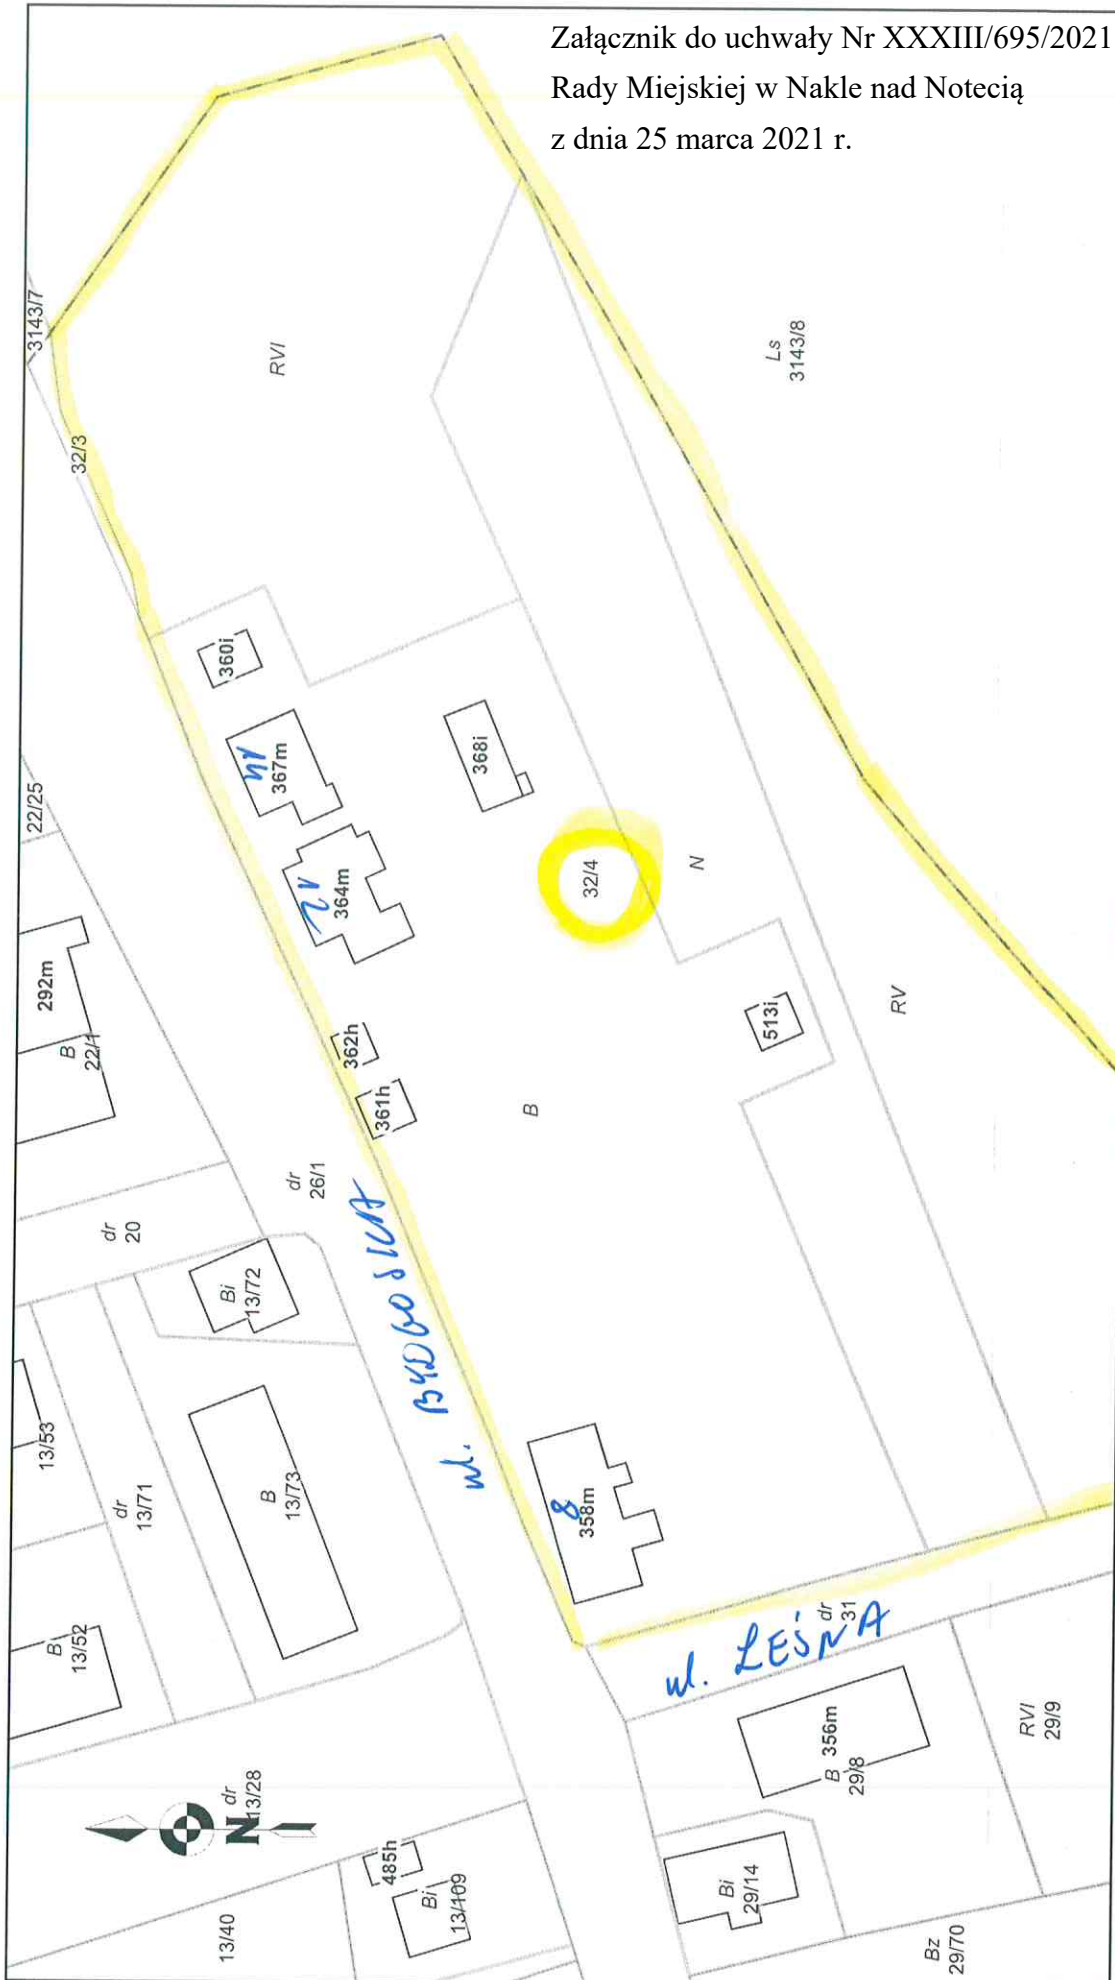 Załącznik do uchwały Nr XXXIII/695/2021
Rady Miejskiej w Nakle nad Notecią
z dnia 25 marca 2021 r.
3143/7
32/3
RVI
Ls
3143/8
360i
367m
368i
22/25
364m
32/4
N
292m
B
22/1
362h
361h
513i
RV
B
dr
26/1
dr
20
Bi
13/72
ul. BYDGOSKA
13/53
dr
13/71
B
13/73
8
358m
B
13/52
dr
31
ul. LEŚNA
356m
B
29/8
RVI
29/9
dr
13/28
N
485h
Bi
13/109
13/40
Bi
29/14
Bz
29/70